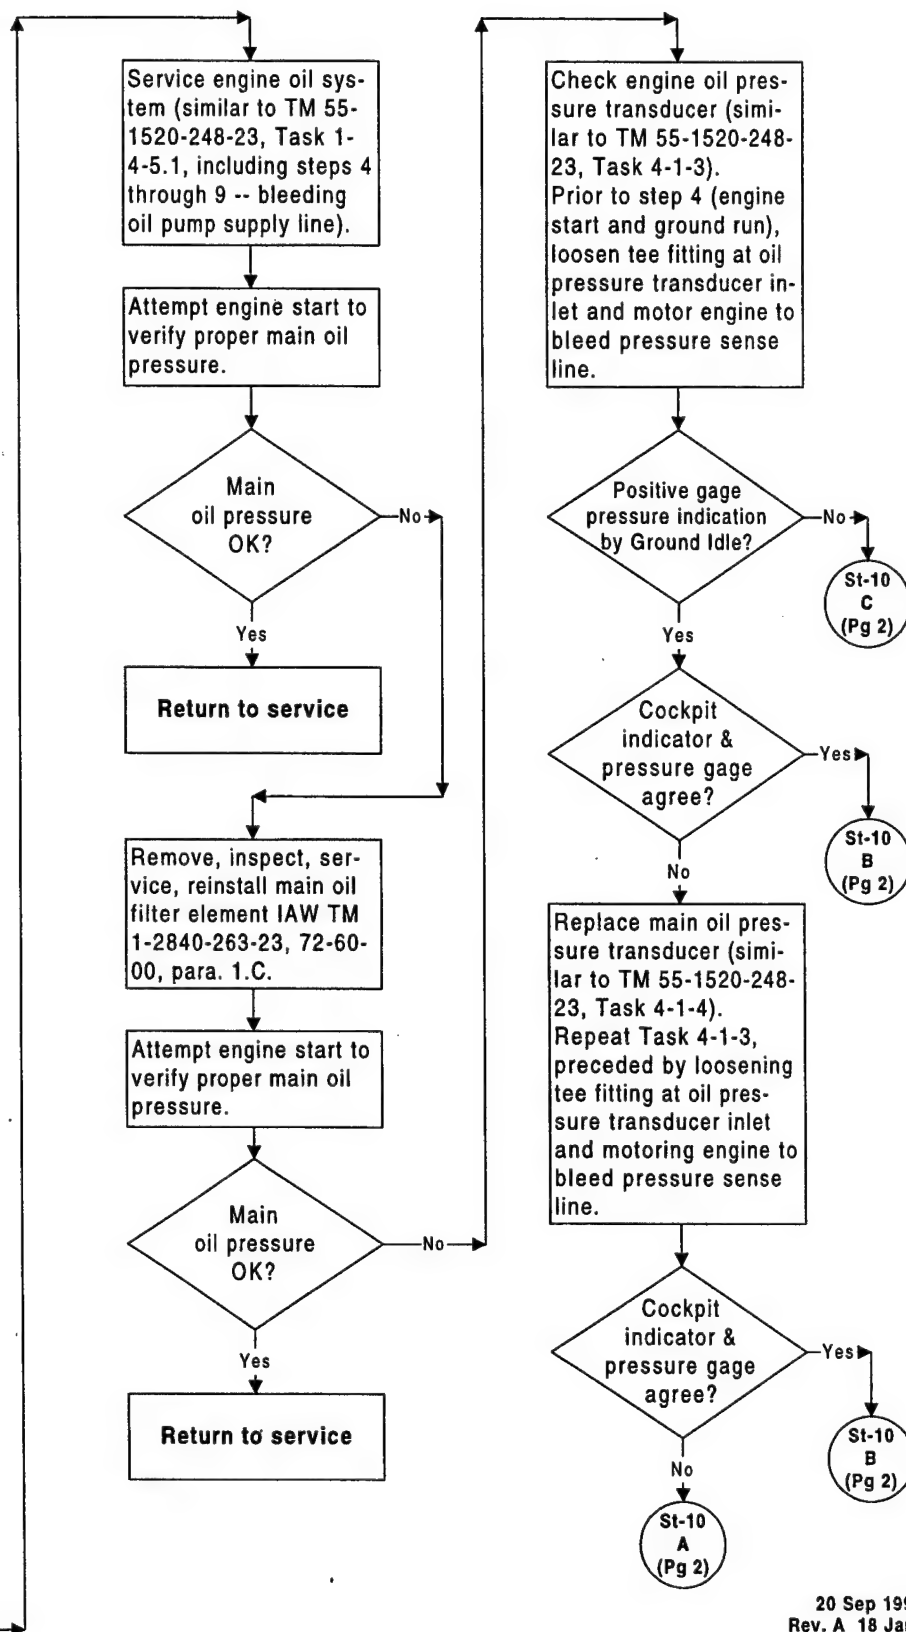 Service engine oil sys-
tem (similar to TM 55-
1520-248-23, Task 1-
4-5.1, including steps 4
through 9 -- bleeding
oil pump supply line).
Attempt engine start to
verify proper main oil
pressure.
Main
oil pressure
OK?
No
Yes
Return to service
Remove, inspect, ser-
vice, reinstall main oil
filter element IAW TM
1-2840-263-23, 72-60-
00, para. 1.C.
Attempt engine start to
verify proper main oil
pressure.
Main
oil pressure
OK?
No
Yes
Return to service
Check engine oil pres-
sure transducer (simi-
lar to TM 55-1520-248-
23, Task 4-1-3).
Prior to step 4 (engine
start and ground run),
loosen tee fitting at oil
pressure transducer in-
let and motor engine to
bleed pressure sense
line.
Positive gage
pressure indication
by Ground Idle?
No
St-10
C
(Pg 2)
Yes
Cockpit
indicator &
pressure gage
agree?
Yes
St-10
B
(Pg 2)
No
Replace main oil pres-
sure transducer (simi-
lar to TM 55-1520-248-
23, Task 4-1-4).
Repeat Task 4-1-3,
preceded by loosening
tee fitting at oil pres-
sure transducer inlet
and motoring engine to
bleed pressure sense
line.
Cockpit
indicator &
pressure gage
agree?
Yes
St-10
B
(Pg 2)
No
St-10
A
(Pg 2)
20 Sep 199
Rev. A 18 Jan